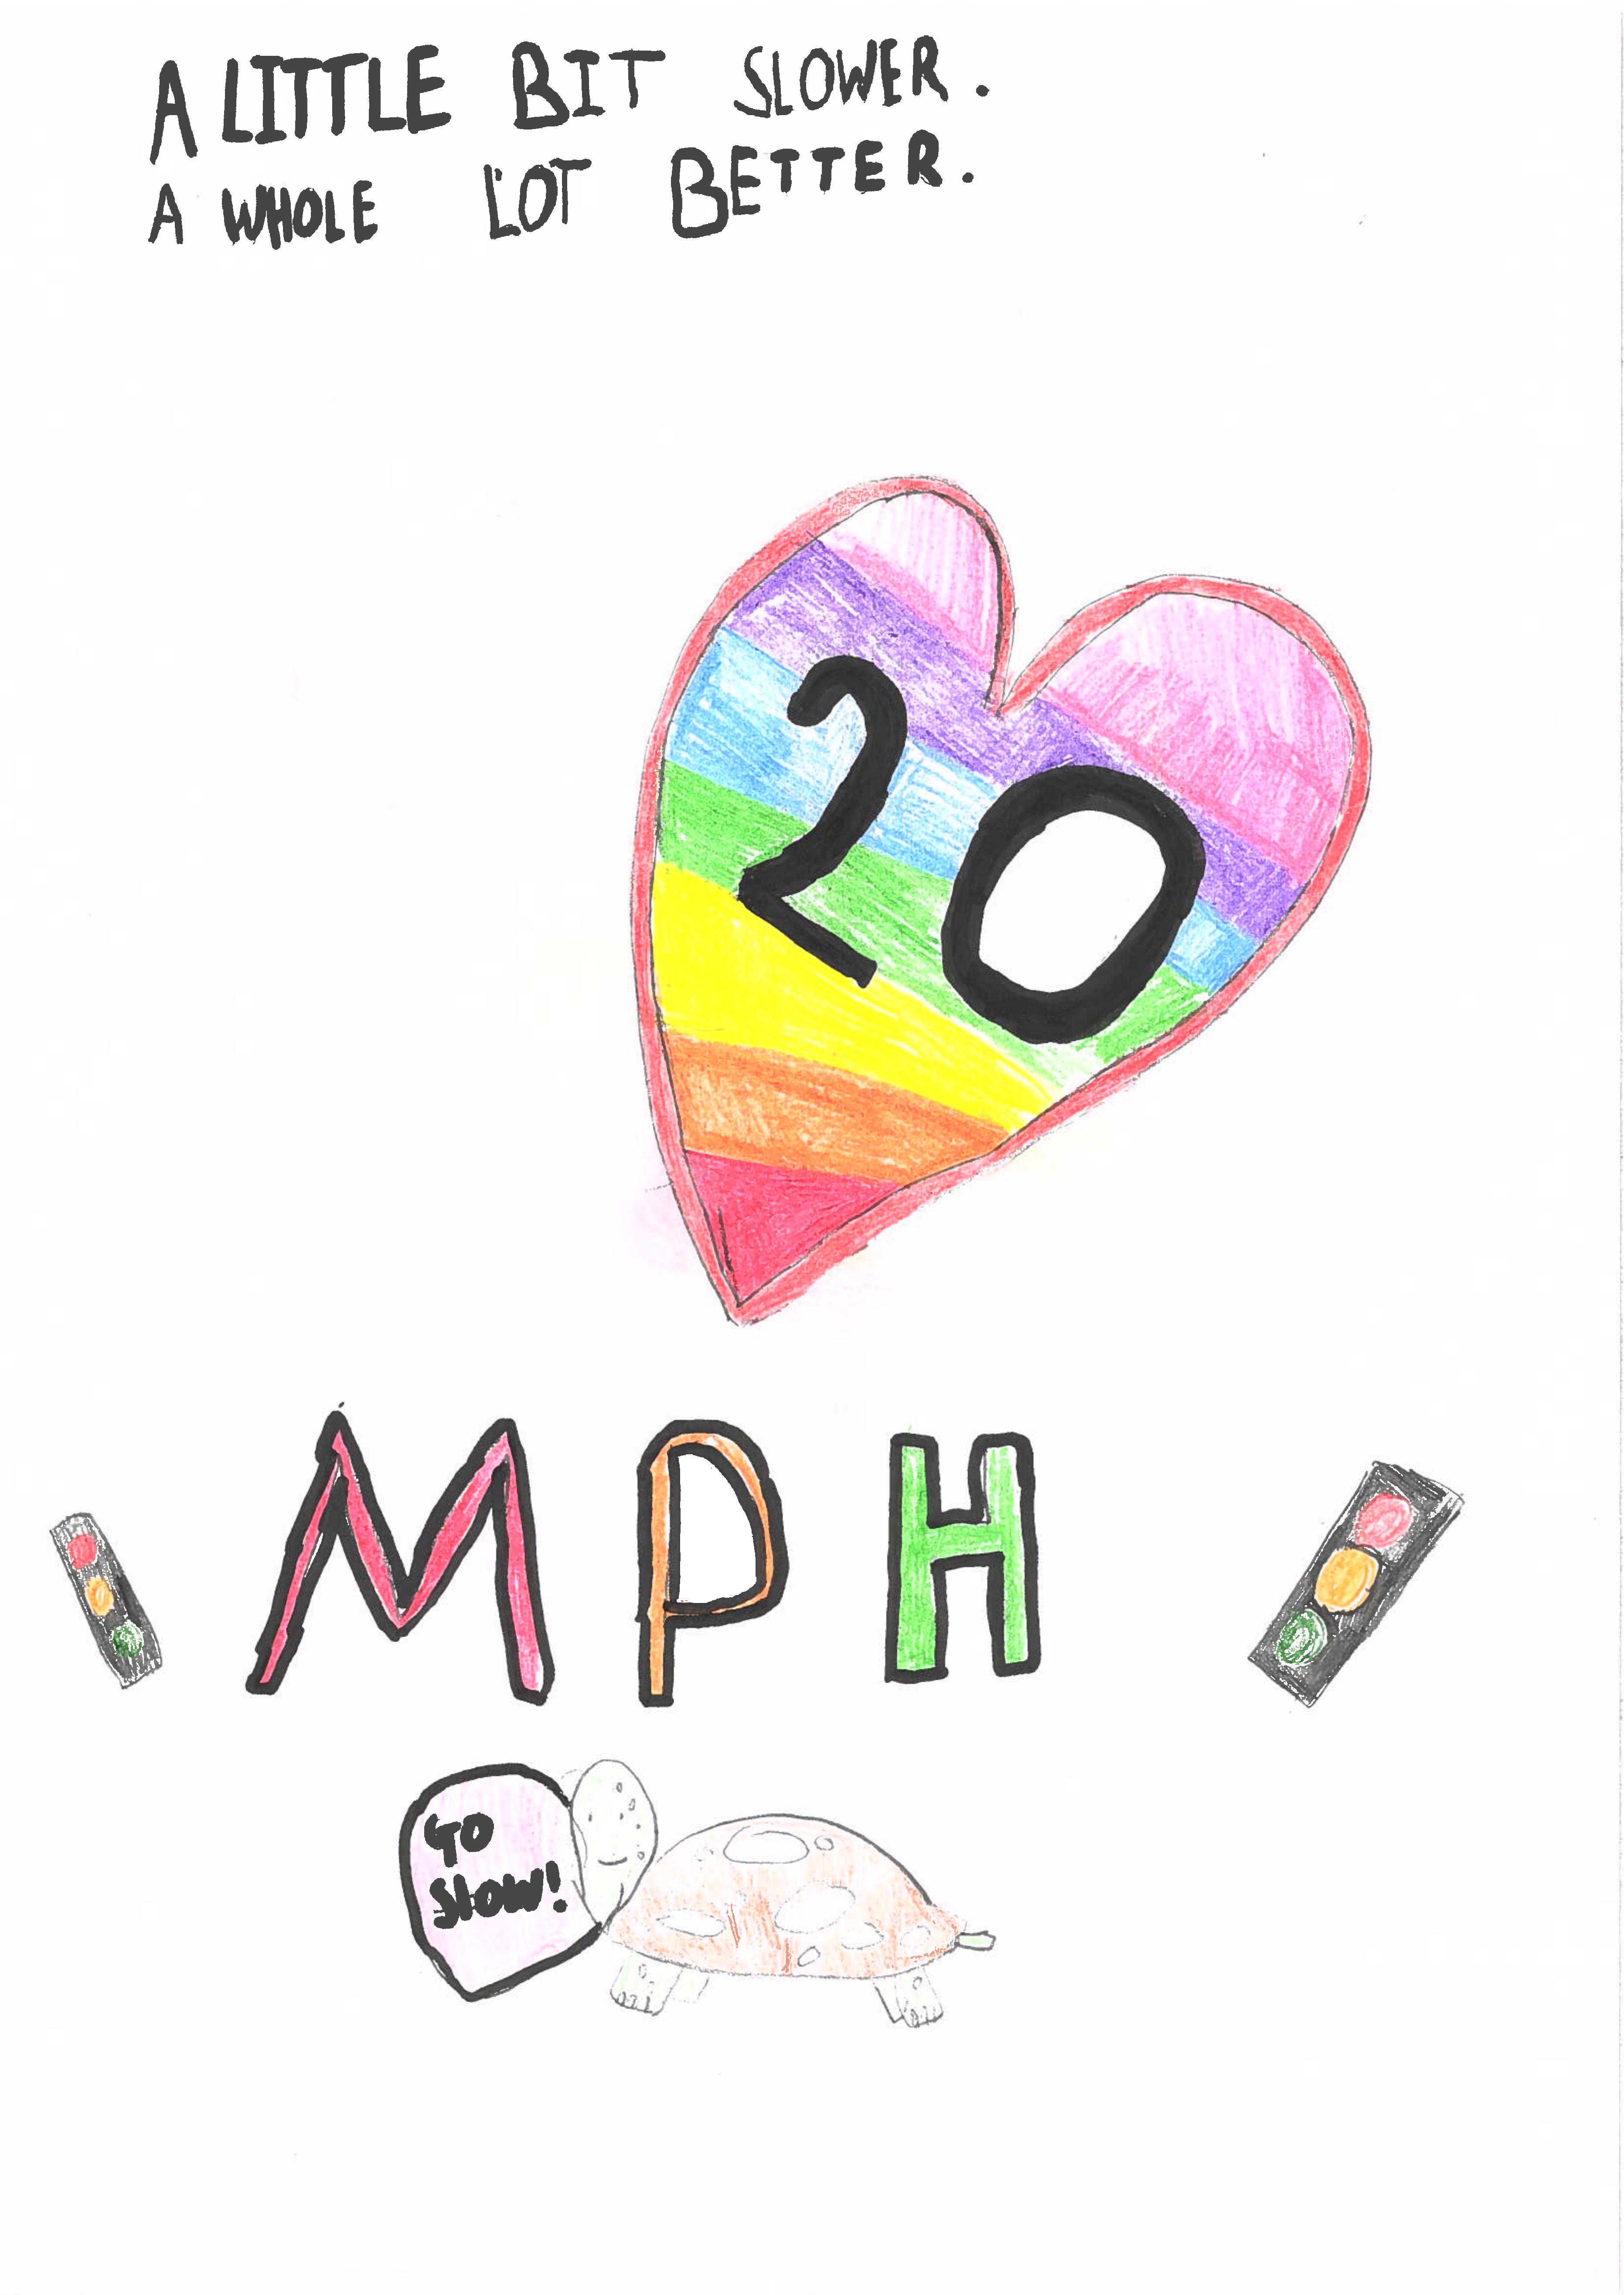 A LITTLE BIT SLOWER.
A WHOLE LOT BETTER.
20
MPH
GO
SLOW!